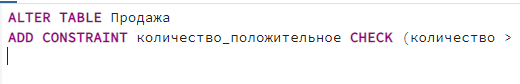 ALTER TABLE Продажа
ADD CONSTRAINT количество_положительное CHECK (количество >